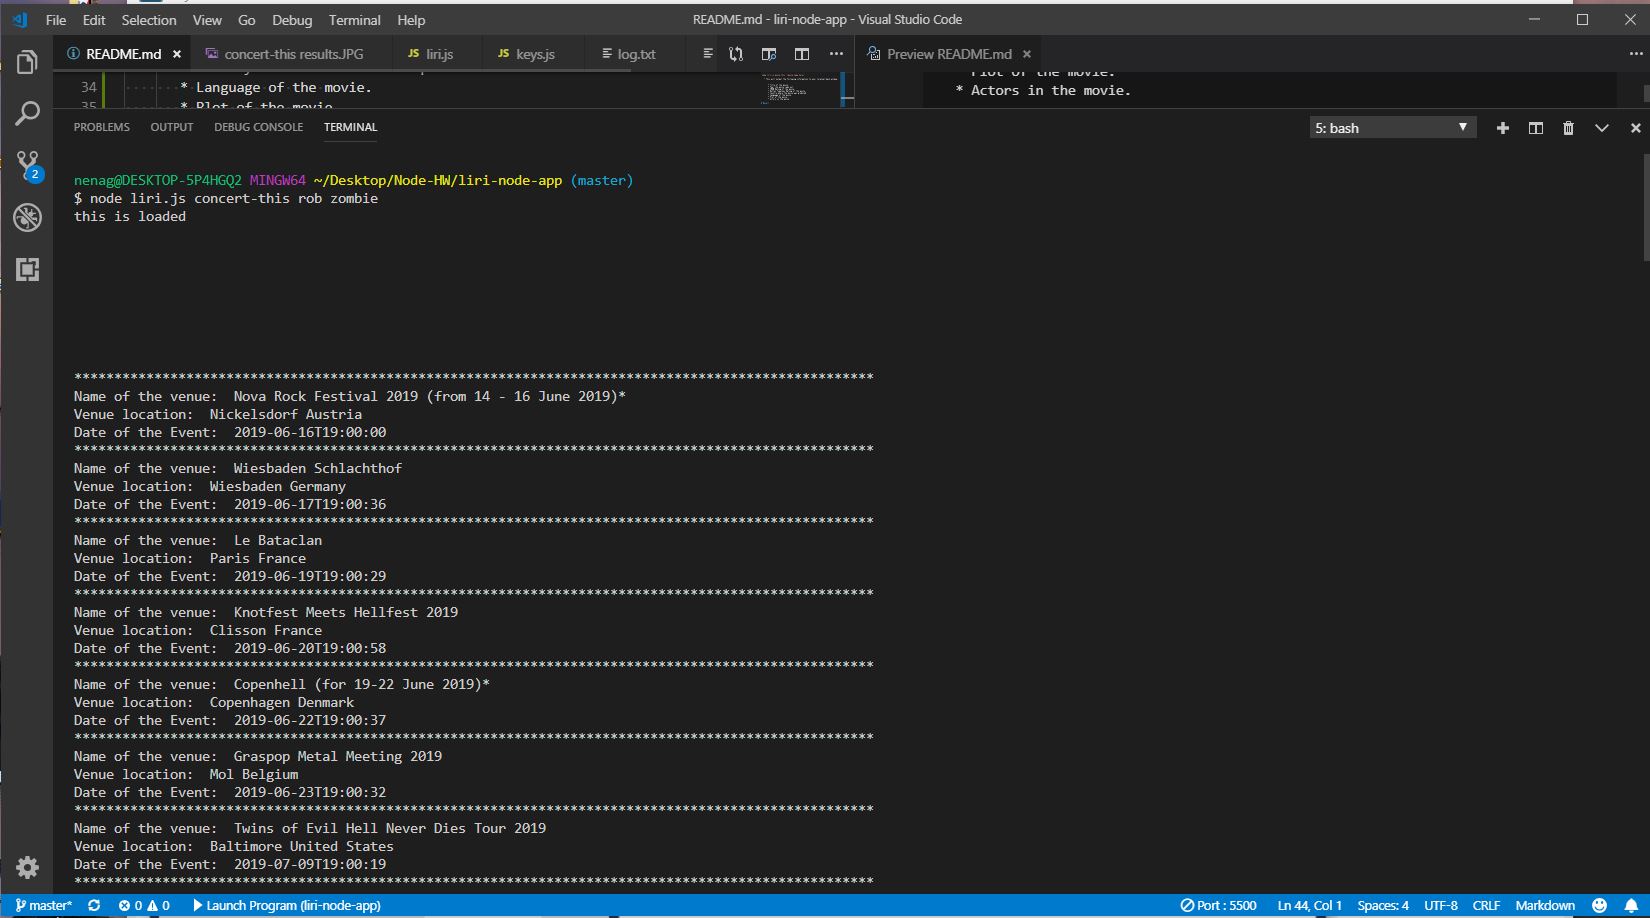 File Edit Selection View Go Debug Terminal Help
README.md - liri-node-app - Visual Studio Code
README.md × concert-this results.JPG JS liri.js JS keys.js log.txt
Preview README.md ×
34 * Language of the movie.
35 * Plot of the movie.
Plot of the movie.
* Actors in the movie.
2
PROBLEMS OUTPUT DEBUG CONSOLE TERMINAL
5: bash
nenag@DESKTOP-5P4HGQ2 MINGW64 ~/Desktop/Node-HW/liri-node-app (master)
$ node liri.js concert-this rob zombie
this is loaded
****************************************************************************************************
Name of the venue:  Nova Rock Festival 2019 (from 14 - 16 June 2019)*
Venue location:  Nickelsdorf Austria
Date of the Event:  2019-06-16T19:00:00
****************************************************************************************************
Name of the venue:  Wiesbaden Schlachthof
Venue location:  Wiesbaden Germany
Date of the Event:  2019-06-17T19:00:36
****************************************************************************************************
Name of the venue:  Le Bataclan
Venue location:  Paris France
Date of the Event:  2019-06-19T19:00:29
****************************************************************************************************
Name of the venue:  Knotfest Meets Hellfest 2019
Venue location:  Clisson France
Date of the Event:  2019-06-20T19:00:58
****************************************************************************************************
Name of the venue:  Copenhell (for 19-22 June 2019)*
Venue location:  Copenhagen Denmark
Date of the Event:  2019-06-22T19:00:37
****************************************************************************************************
Name of the venue:  Graspop Metal Meeting 2019
Venue location:  Mol Belgium
Date of the Event:  2019-06-23T19:00:32
****************************************************************************************************
Name of the venue:  Twins of Evil Hell Never Dies Tour 2019
Venue location:  Baltimore United States
Date of the Event:  2019-07-09T19:00:19
****************************************************************************************************
master* 0 0 Launch Program (liri-node-app) Port : 5500 Ln 44, Col 1 Spaces: 4 UTF-8 CRLF Markdown